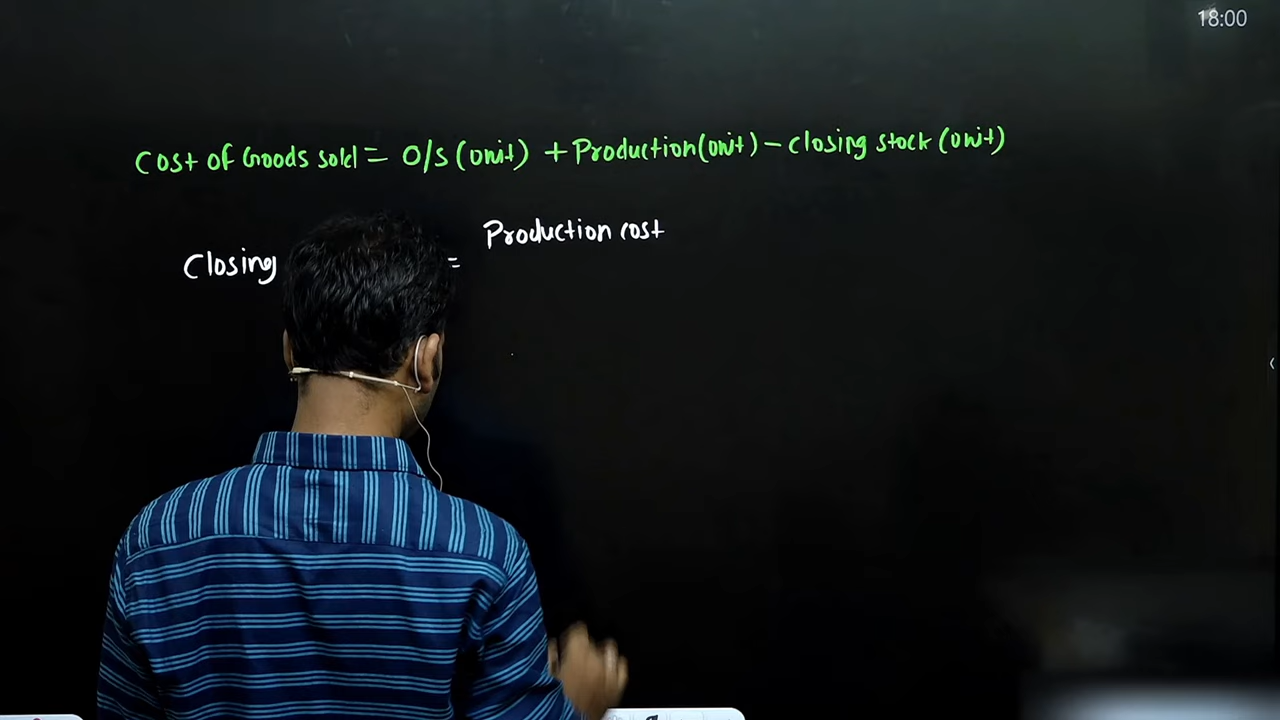 18:00
Cost of Goods sold = O/S (Unit) + Production (Unit) - Closing stock (Unit)
Production cost
Closing =